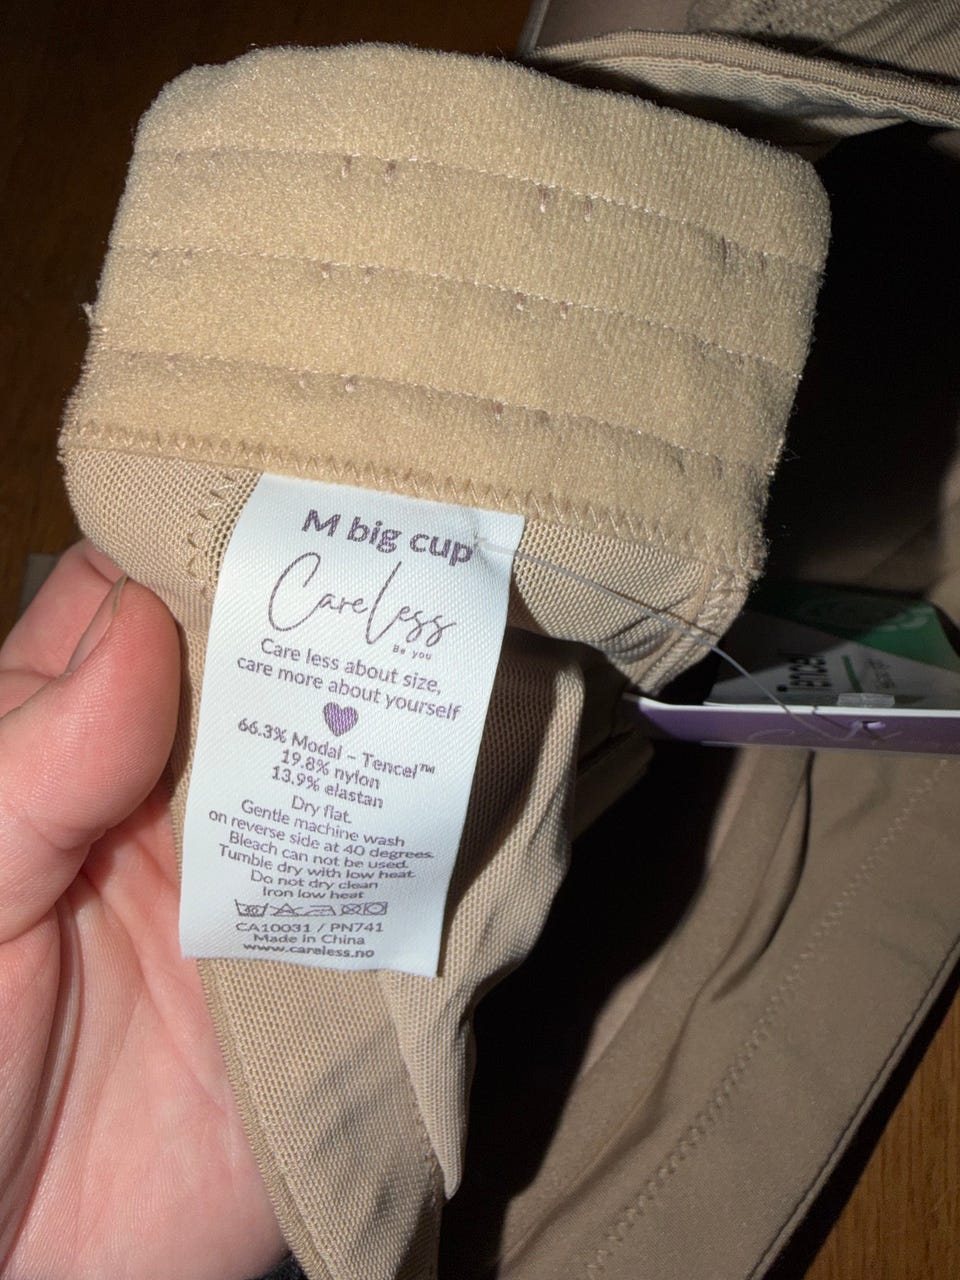 M big cup
CareLess
Be you
Care less about size,
care more about yourself
66.3% Modal – Tencel™
19.8% nylon
13.9% elastan
Dry flat.
Gentle machine wash
on reverse side at 40 degrees.
Bleach can not be used.
Tumble dry with low heat.
Do not dry clean
Iron low heat
CA10031 / PN741
Made in China
www.careless.no
Tencel